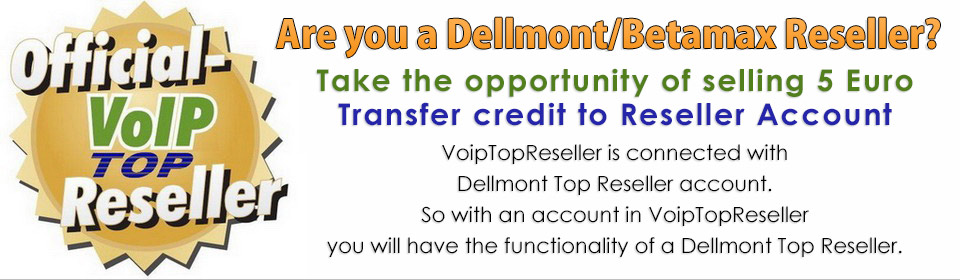 Official-
VoIP
TOP
Reseller
Are you a Dellmont/Betamax Reseller?
Take the opportunity of selling 5 Euro
Transfer credit to Reseller Account
VoipTopReseller is connected with
Dellmont Top Reseller account.
So with an account in VoipTopReseller
you will have the functionality of a Dellmont Top Reseller.